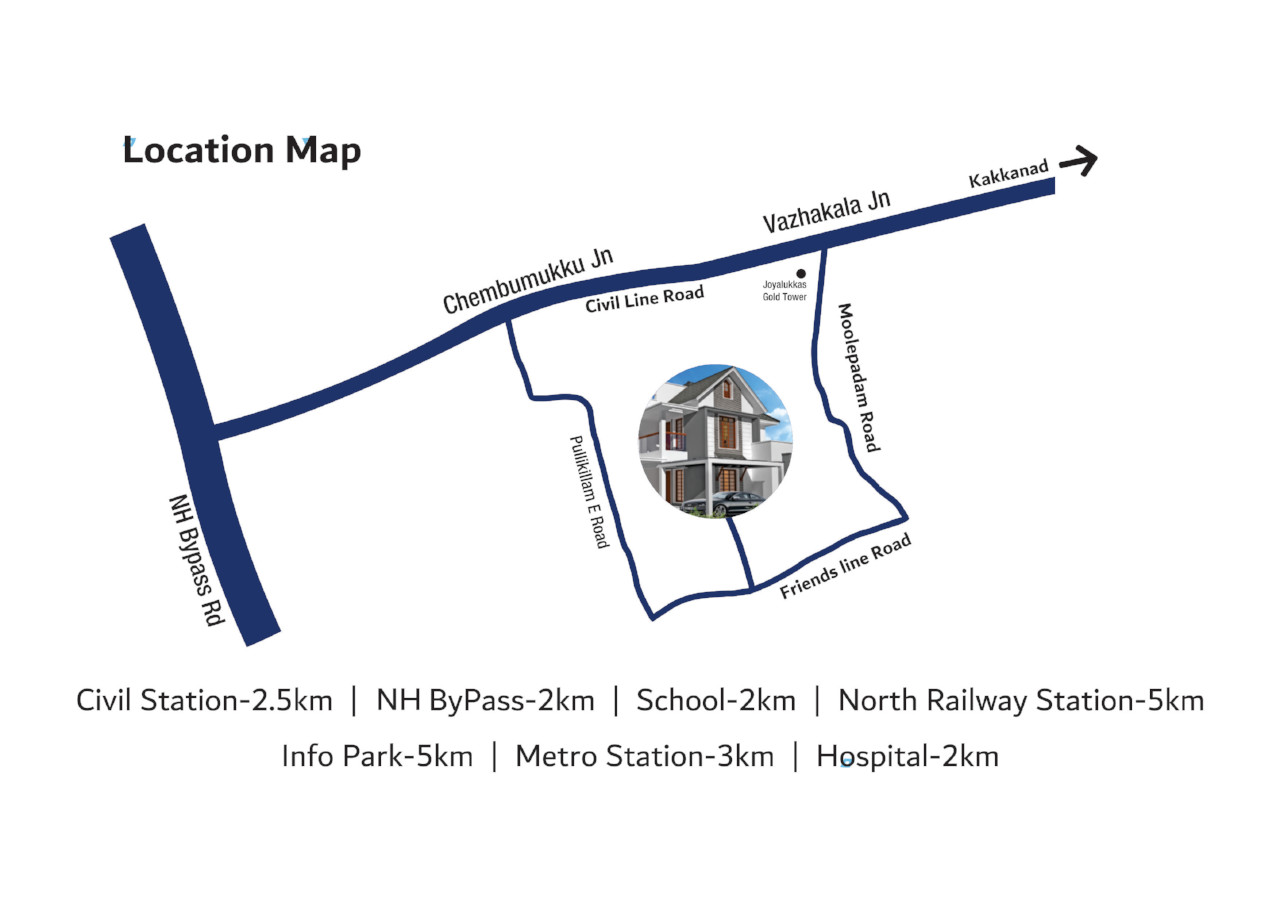 Location Map
Kakkanad
Vazhakala Jn
Chembumukku Jn
Civil Line Road
Joyalukkas
Gold Tower
Moolepadam Road
Pullikillam E Road
NH Bypass Rd
Friends line Road
Civil Station-2.5km | NH ByPass-2km | School-2km | North Railway Station-5km
Info Park-5km | Metro Station-3km | Hospital-2km